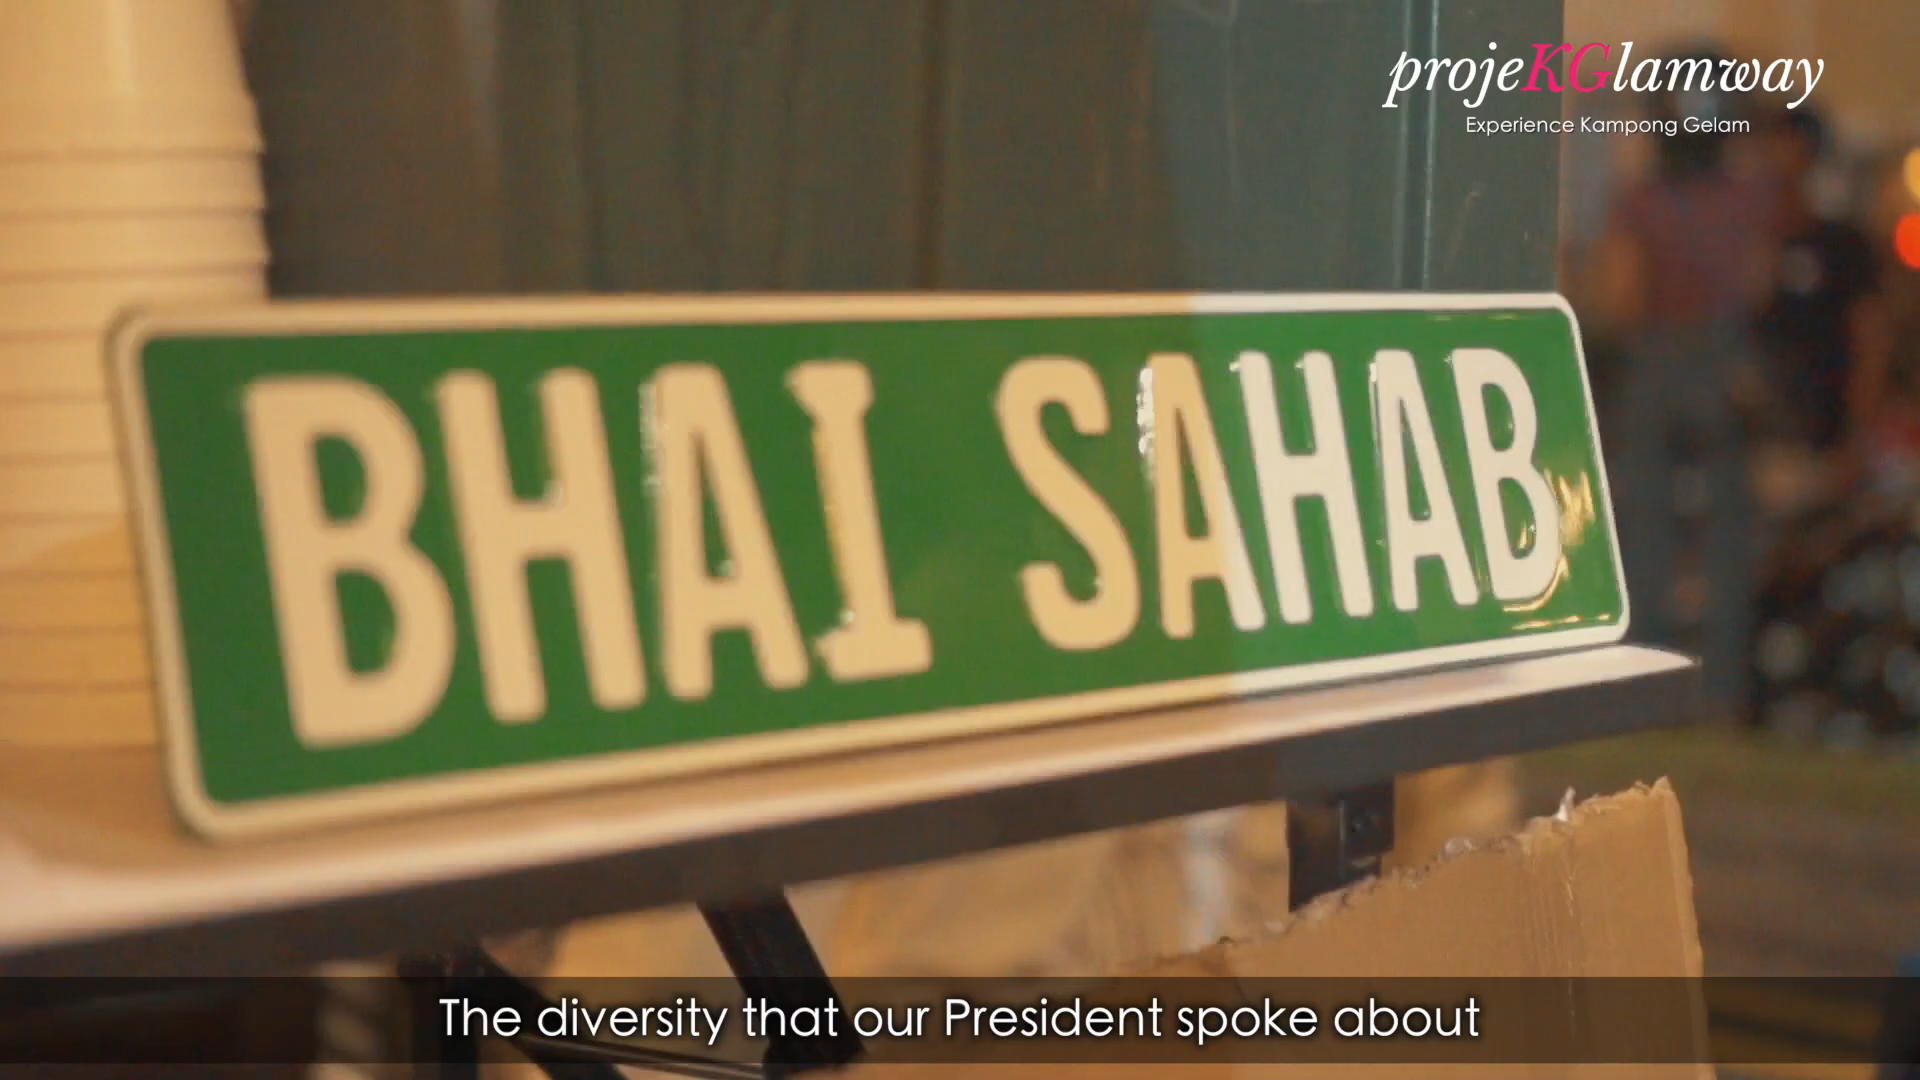 projeKGlamway
Experience Kampong Gelam
BHAI SAHAB
The diversity that our President spoke about